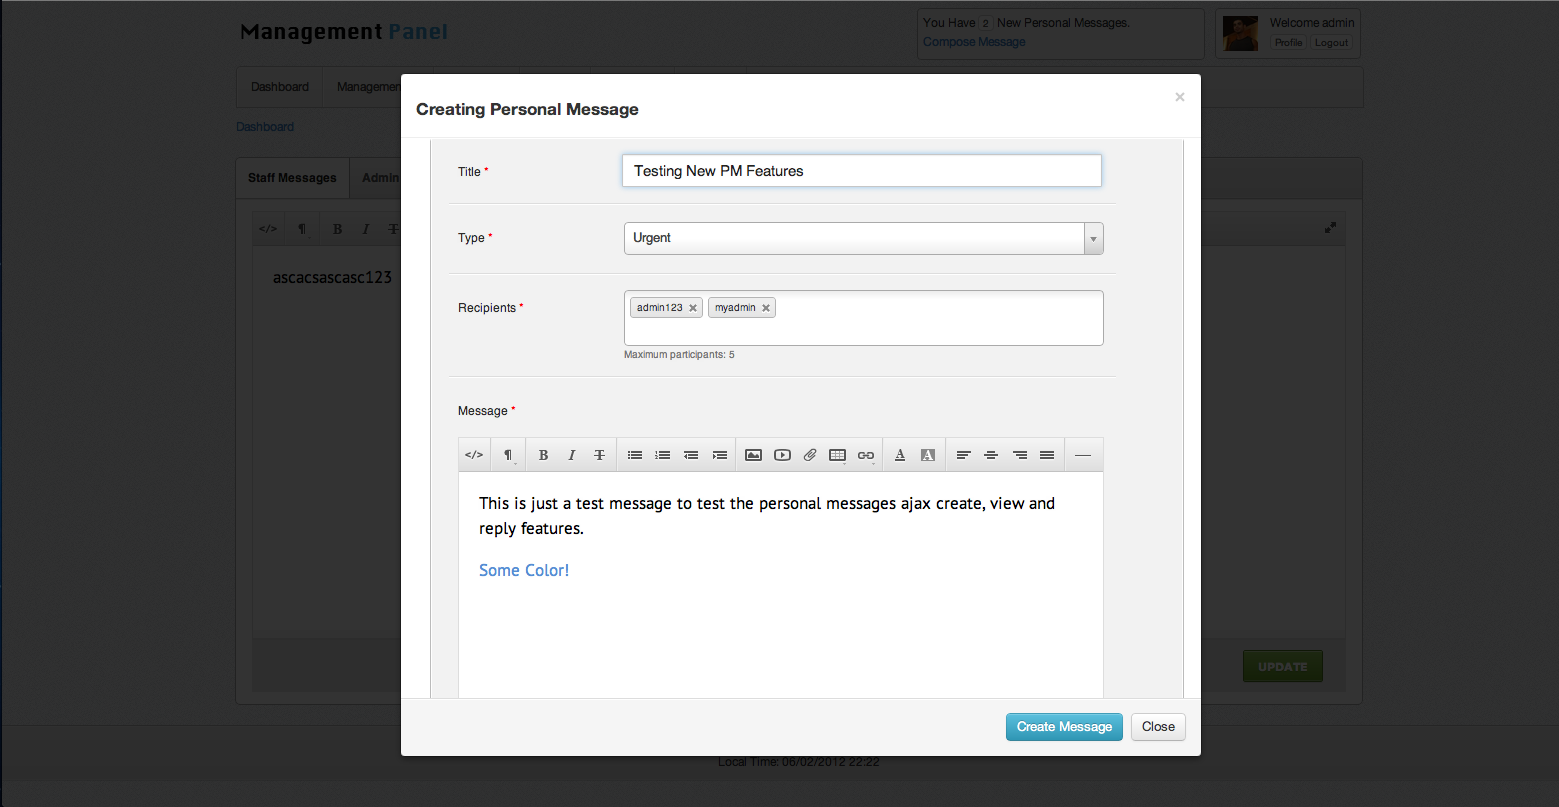 Management Panel
You Have 2 New Personal Messages.
Compose Message
Welcome admin
Profile Logout
Dashboard
Dashboard
Staff Messages
Admin
</> ¶ B I T
ascacsascasc123
UPDATE
Local Time: 06/02/2012 22:22
Creating Personal Message
×
Title *
Testing New PM Features
Type *
Urgent
Recipients *
admin123 × myadmin ×
Maximum participants: 5
Message *
</> ¶ B I T A A
This is just a test message to test the personal messages ajax create, view and
reply features.
Some Color!
Create Message Close